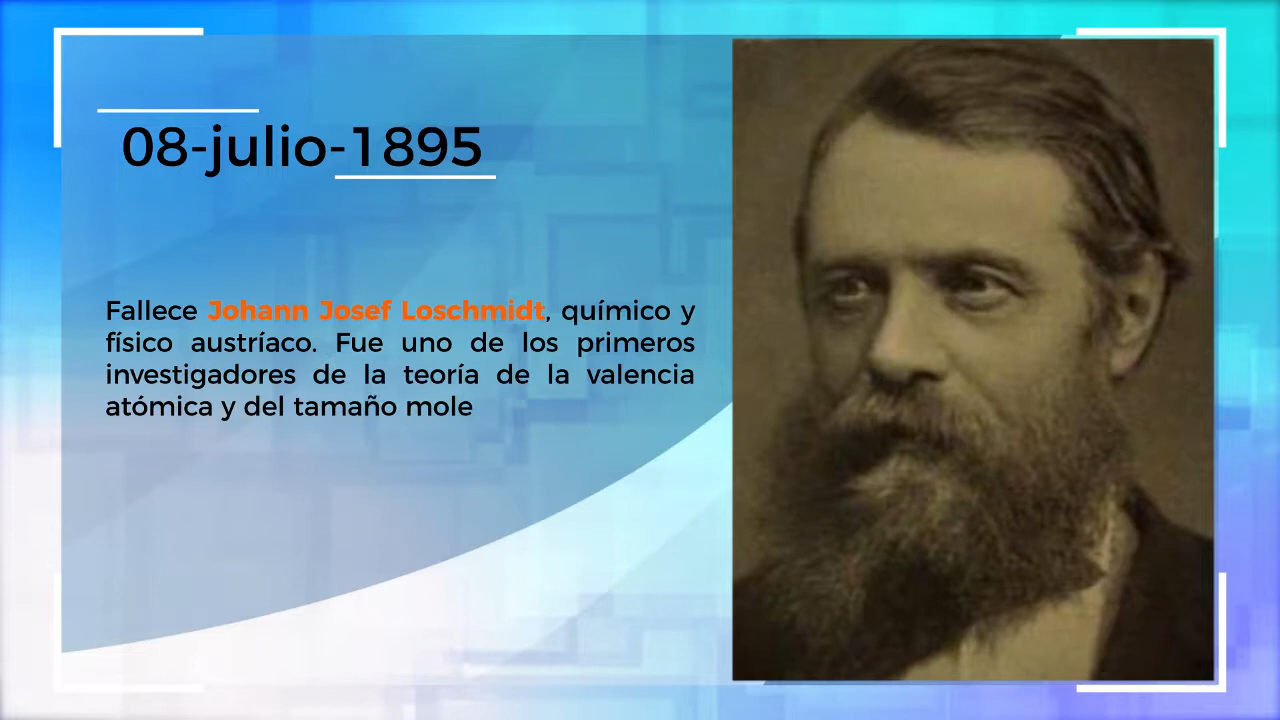 08-julio-1895
Fallece Johann Josef Loschmidt, químico y
físico austríaco. Fue uno de los primeros
investigadores de la teoría de la valencia
atómica y del tamaño mole